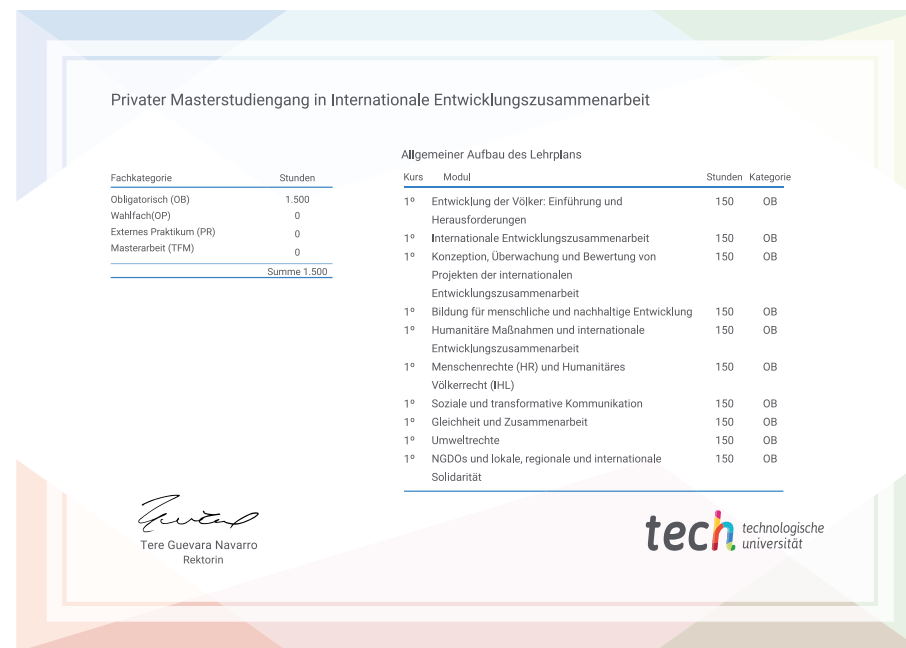 Privater Masterstudiengang in Internationale Entwicklungszusammenarbeit
Fachkategorie Stunden
Obligatorisch (OB) 1.500
Wahlfach(OP) 0
Externes Praktikum (PR) 0
Masterarbeit (TFM) 0
Summe 1.500
Allgemeiner Aufbau des Lehrplans
Kurs Modul Stunden Kategorie
1º Entwicklung der Völker: Einführung und 150 OB
Herausforderungen
1º Internationale Entwicklungszusammenarbeit 150 OB
1º Konzeption, Überwachung und Bewertung von 150 OB
Projekten der internationalen
Entwicklungszusammenarbeit
1º Bildung für menschliche und nachhaltige Entwicklung 150 OB
1º Humanitäre Maßnahmen und internationale 150 OB
Entwicklungszusammenarbeit
1º Menschenrechte (HR) und Humanitäres 150 OB
Völkerrecht (IHL)
1º Soziale und transformative Kommunikation 150 OB
1º Gleichheit und Zusammenarbeit 150 OB
1º Umweltrechte 150 OB
1º NGDOs und lokale, regionale und internationale 150 OB
Solidarität
Tere Guevara Navarro
Rektorin
tech technologische
universität